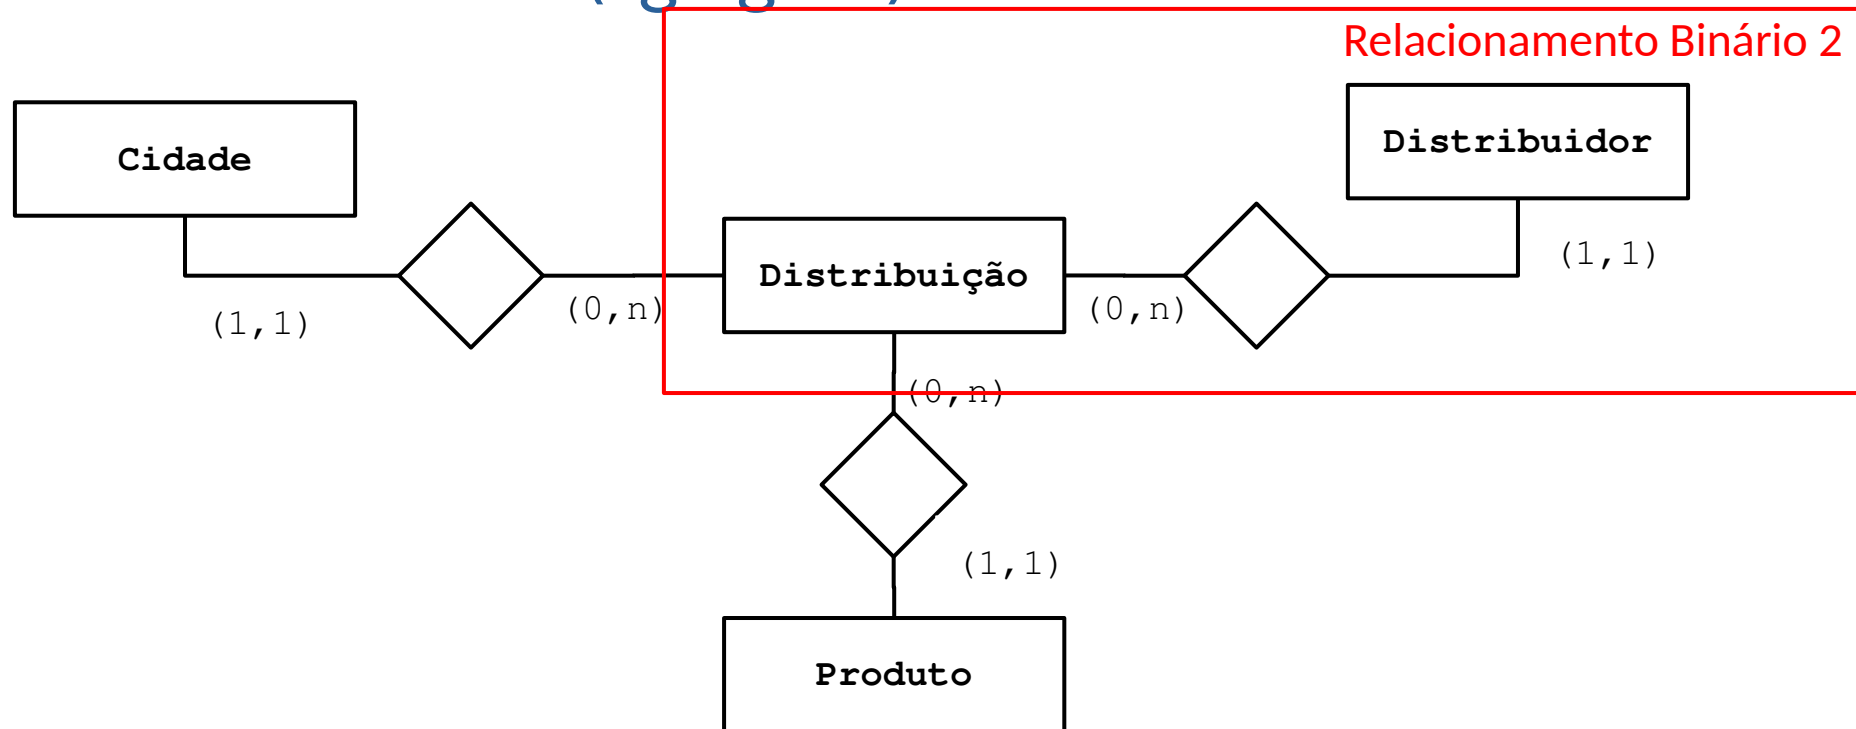 Relacionamento Binário 2
Cidade
Distribuidor
Distribuição
(1,1)
(1,1)
(0,n)
(0,n)
(0,n)
(1,1)
Produto